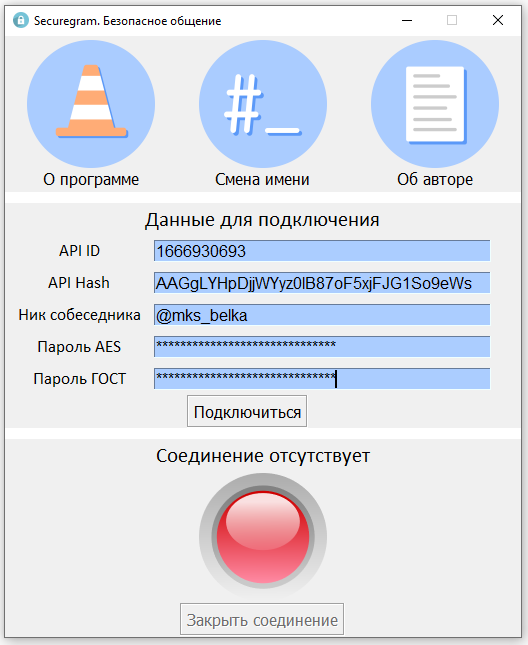 Securegram. Безопасное общение
#_
О программе
Смена имени
Об авторе
Данные для подключения
API ID
1666930693
API Hash
AAGgLYHpDjjWYyz0lB87oF5xjFJG1So9eWs
Ник собеседника
@mks_belka
Пароль AES
******************************
Пароль ГОСТ
******************************
Подключиться
Соединение отсутствует
Закрыть соединение